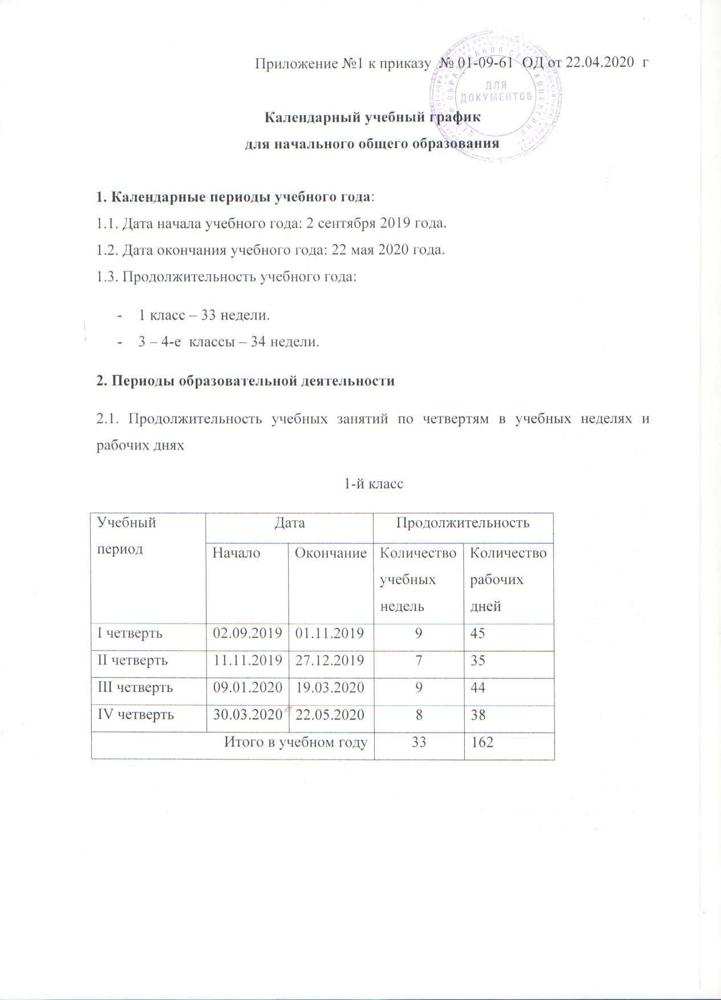 Приложение №1 к приказу № 01-09-61 ОД от 22.04.2020 г
ДЛЯ
ДОКУМЕНТОВ
Календарный учебный график
для начального общего образования
1. Календарные периоды учебного года:
1.1. Дата начала учебного года: 2 сентября 2019 года.
1.2. Дата окончания учебного года: 22 мая 2020 года.
1.3. Продолжительность учебного года:
- 1 класс – 33 недели.
- 3 – 4-е классы – 34 недели.
2. Периоды образовательной деятельности
2.1. Продолжительность учебных занятий по четвертям в учебных неделях и
рабочих днях
1-й класс
Учебный период Дата Продолжительность
Начало Окончание Количество учебных недель Количество рабочих дней
I четверть 02.09.2019 01.11.2019 9 45
II четверть 11.11.2019 27.12.2019 7 35
III четверть 09.01.2020 19.03.2020 9 44
IV четверть 30.03.2020 22.05.2020 8 38
Итого в учебном году 33 162